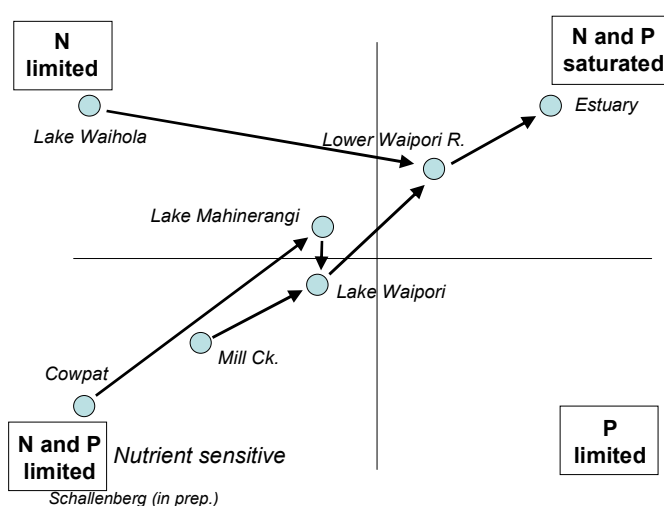 N
limited
N and P
saturated
Estuary
Lake Waihola
Lower Waipori R.
Lake Mahinerangi
Lake Waipori
Mill Ck.
Cowpat
N and P
limited
Nutrient sensitive
P
limited
Schallenberg (in prep.)